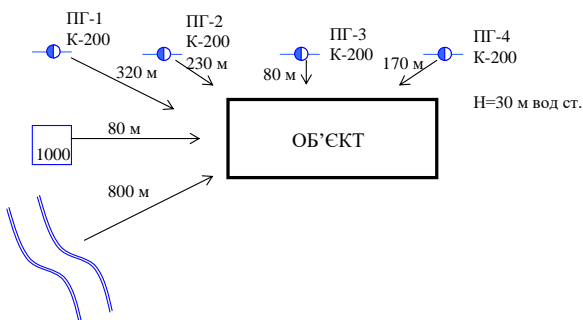 ПГ-1
К-200
ПГ-2
К-200
ПГ-3
К-200
ПГ-4
К-200
320 м
230 м
80 м
170 м
Н=30 м вод ст.
80 м
1000
ОБ’ЄКТ
800 м